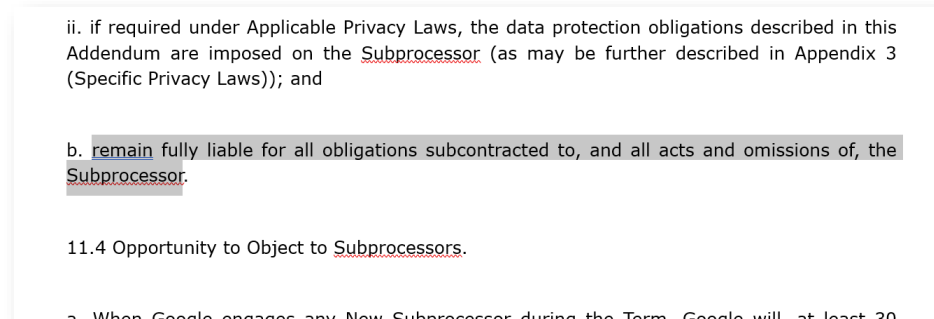 ii. if required under Applicable Privacy Laws, the data protection obligations described in this
Addendum are imposed on the Subprocessor (as may be further described in Appendix 3
(Specific Privacy Laws)); and
b. remain fully liable for all obligations subcontracted to, and all acts and omissions of, the
Subprocessor.
11.4 Opportunity to Object to Subprocessors.
a. When Google engages any New Subprocessor during the Term, Google will, at least 30